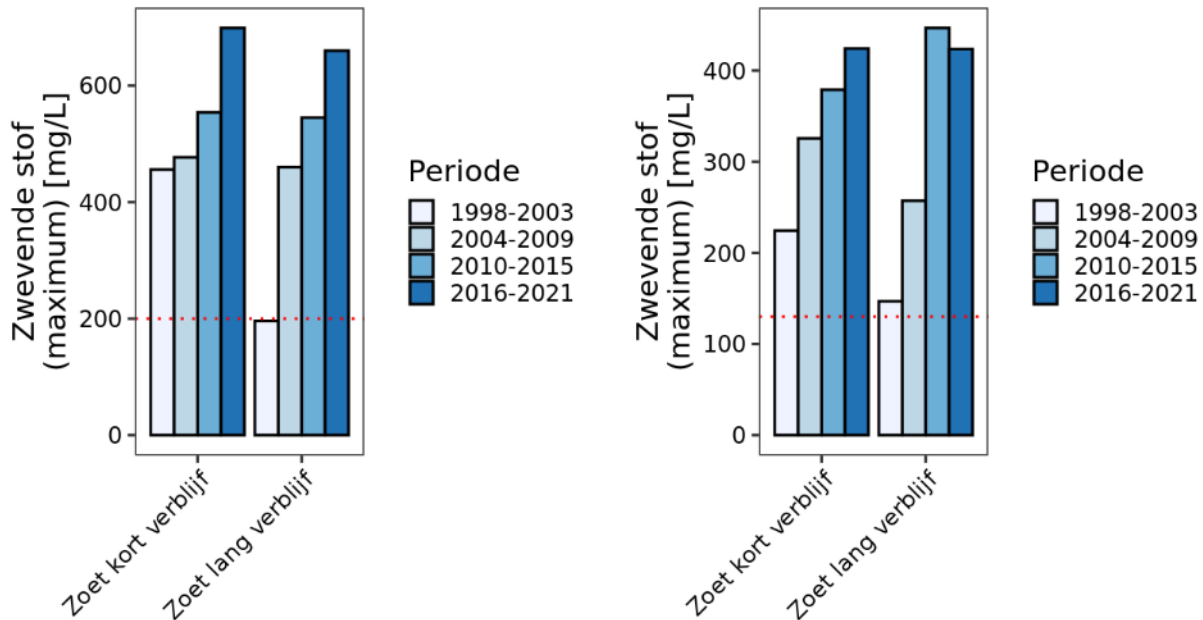 Zwevende stof
(maximum) [mg/L]
600
400
200
0
Zoet kort verblijf
Zoet lang verblijf
Periode
1998-2003
2004-2009
2010-2015
2016-2021
Zwevende stof
(maximum) [mg/L]
400
300
200
100
0
Zoet kort verblijf
Zoet lang verblijf
Periode
1998-2003
2004-2009
2010-2015
2016-2021